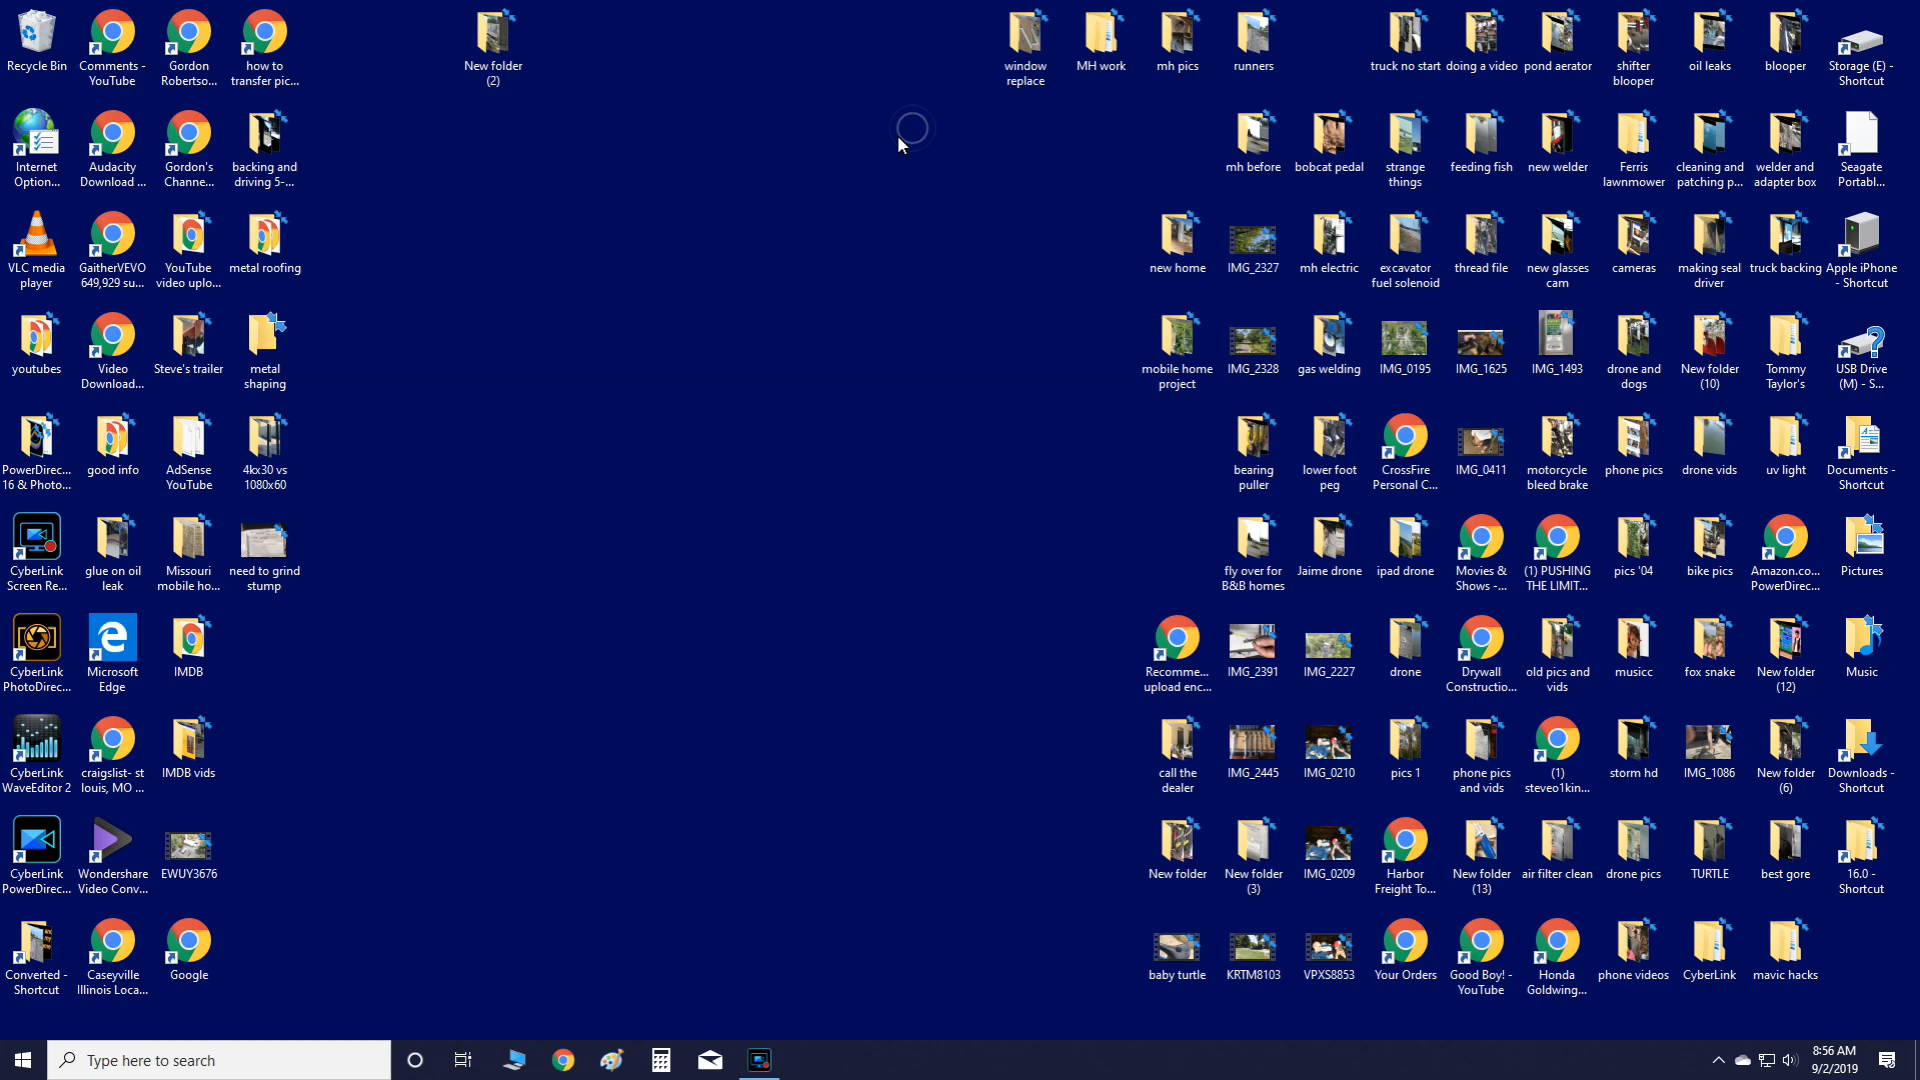 Recycle Bin
Comments -
YouTube
Gordon
Robertso...
how to
transfer pic...
New folder
(2)
window
replace
MH work
mh pics
runners
truck no start
doing a video
pond aerator
shifter
blooper
oil leaks
blooper
Storage (E) -
Shortcut
Internet
Option...
Audacity
Download ...
Gordon's
Channe...
backing and
driving 5-...
mh before
bobcat pedal
strange
things
feeding fish
new welder
Ferris
lawnmower
cleaning and
patching p...
welder and
adapter box
Seagate
Portabl...
VLC media
player
GaitherVEVO
649,929 su...
YouTube
video uplo...
metal roofing
new home
IMG_2327
mh electric
excavator
fuel solenoid
thread file
new glasses
cam
cameras
making seal
driver
truck backing
Apple iPhone
- Shortcut
youtubes
Video
Download...
Steve's trailer
metal
shaping
mobile home
project
IMG_2328
gas welding
IMG_0195
IMG_1625
IMG_1493
drone and
dogs
New folder
(10)
Tommy
Taylor's
USB Drive
(M) - S...
PowerDirec...
16 & Photo...
good info
AdSense
YouTube
4kx30 vs
1080x60
bearing
puller
lower foot
peg
CrossFire
Personal C...
IMG_0411
motorcycle
bleed brake
phone pics
drone vids
uv light
Documents -
Shortcut
CyberLink
Screen Re...
glue on oil
leak
Missouri
mobile ho...
need to grind
stump
fly over for
B&B homes
Jaime drone
ipad drone
Movies &
Shows -...
(1) PUSHING
THE LIMIT...
pics '04
bike pics
Amazon.co...
PowerDirec...
Pictures
CyberLink
PhotoDirec...
Microsoft
Edge
IMDB
Recomme...
upload enc...
IMG_2391
IMG_2227
drone
Drywall
Constructio...
old pics and
vids
musicc
fox snake
New folder
(12)
Music
CyberLink
WaveEditor 2
craigslist- st
louis, MO ...
IMDB vids
call the
dealer
IMG_2445
IMG_0210
pics 1
phone pics
and vids
(1)
steveo1kin...
storm hd
IMG_1086
New folder
(6)
Downloads -
Shortcut
CyberLink
PowerDirec...
Wondershare
Video Conv...
EWUY3676
New folder
New folder
(3)
IMG_0209
Harbor
Freight To...
New folder
(13)
air filter clean
drone pics
TURTLE
best gore
16.0 -
Shortcut
Converted -
Shortcut
Caseyville
Illinois Loca...
Google
baby turtle
KRTM8103
VPXS8853
Your Orders
Good Boy! -
YouTube
Honda
Goldwing...
phone videos
CyberLink
mavic hacks
Type here to search
8:56 AM
9/2/2019